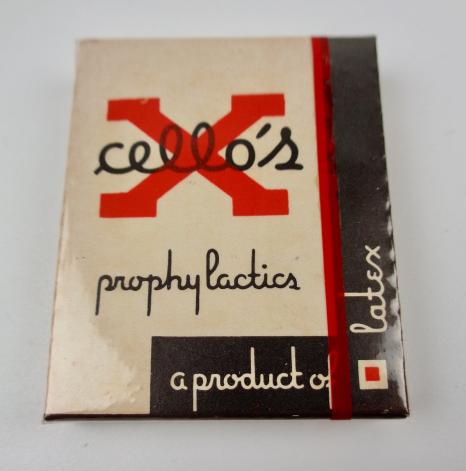 X
cello's
prophylactics
a product of
latex